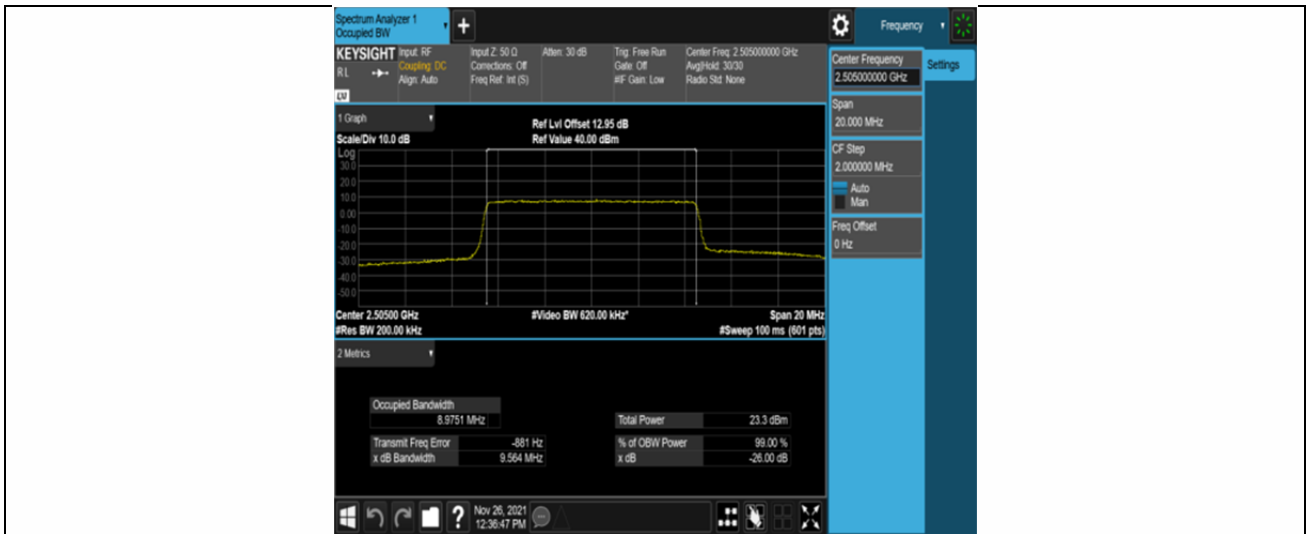 Spectrum Analyzer 1
Occupied BW
Frequency
KEYSIGHT
R L
Input: RF
Coupling: DC
Align: Auto
Input Z: 50 Ω
Corrections: Off
Freq Ref: Int (S)
Atten: 30 dB
Trig: Free Run
Gate: Off
#IF Gain: Low
Center Freq: 2.505000000 GHz
Avg|Hold: 30/30
Radio Std: None
Center Frequency
2.505000000 GHz
Settings
Span
20.000 MHz
CF Step
2.000000 MHz
Auto
Man
Freq Offset
0 Hz
1 Graph
Scale/Div 10.0 dB
Ref Lvl Offset 12.95 dB
Ref Value 40.00 dBm
Log
30.0
20.0
10.0
0.00
-10.0
-20.0
-30.0
-40.0
-50.0
Center 2.50500 GHz
#Video BW 620.00 kHz*
Span 20 MHz
#Res BW 200.00 kHz
#Sweep 100 ms (601 pts)
2 Metrics
Occupied Bandwidth
8.9751 MHz
Total Power 23.3 dBm
Transmit Freq Error -881 Hz
% of OBW Power 99.00 %
x dB Bandwidth 9.564 MHz
x dB -26.00 dB
?
Nov 26, 2021
12:36:47 PM